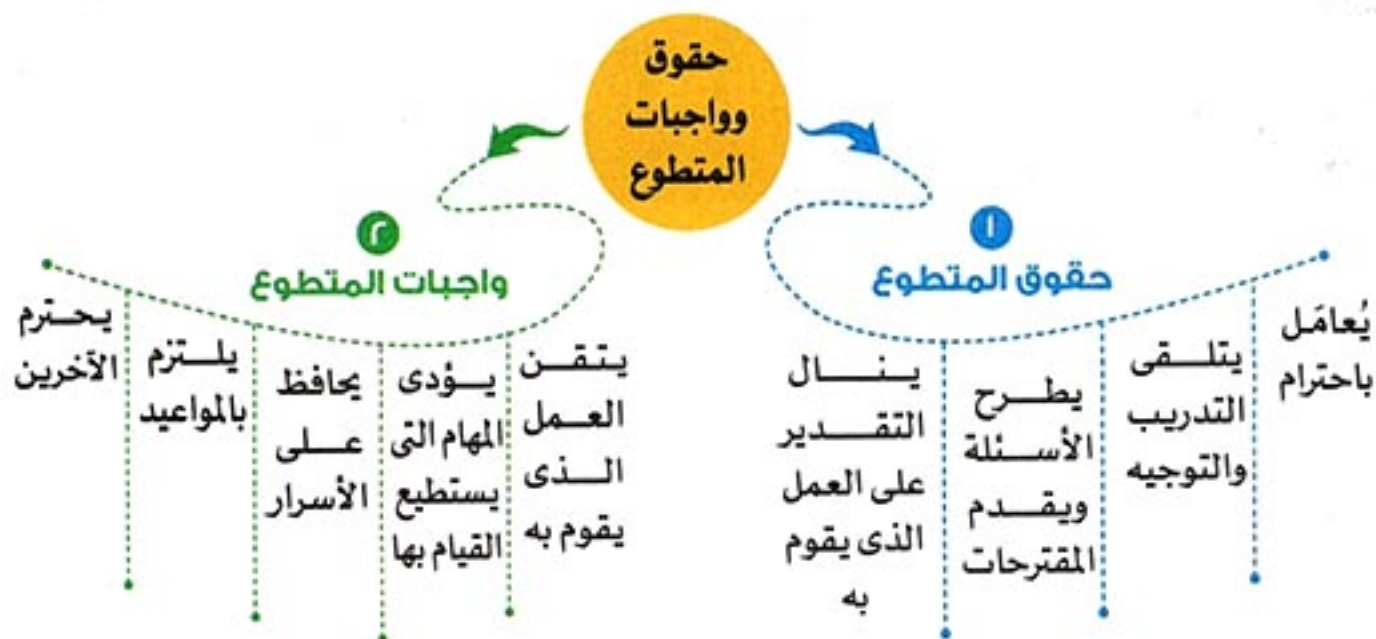 حقوق
وواجبات
المتطوع
١
حقوق المتطوع
يُعامَل
باحترام
يتلقى
التدريب
والتوجيه
يطرح
الأسئلة
ويقدم
المقترحات
ينال
التقدير
على العمل
الذى يقوم
به
٢
واجبات المتطوع
يتقن
العمل
الذى
يقوم به
يؤدى
المهام التى
يستطيع
القيام بها
يحافظ
على
الأسرار
يلتزم
بالمواعيد
يحترم
الآخرين